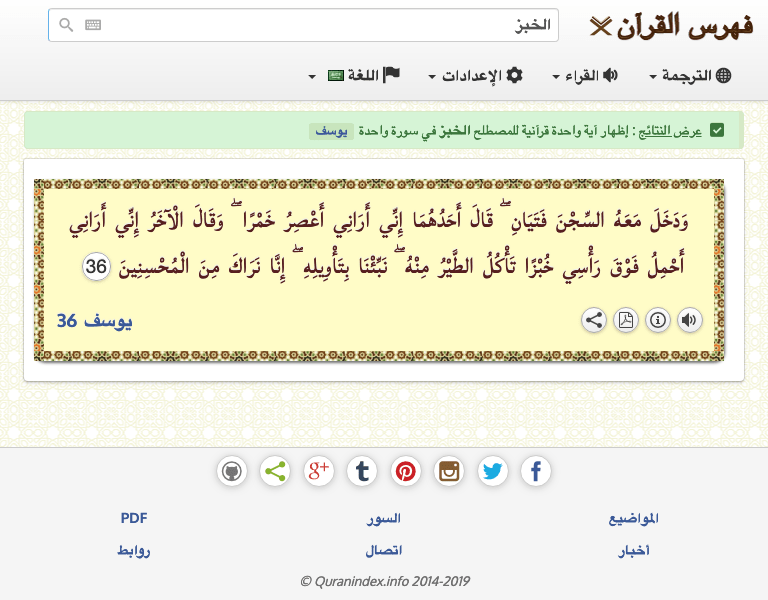 فهرس القرآن
الخبز
الترجمة القراء الإعدادات اللغة
عرض النتائج : إظهار آية واحدة قرآنية للمصطلح الخبز في سورة واحدة يوسف
وَدَخَلَ مَعَهُ السِّجْنَ فَتَيَانِ ۖ قَالَ أَحَدُهُمَا إِنِّي أَرَانِي أَعْصِرُ خَمْرًا ۖ وَقَالَ الْآخَرُ إِنِّي أَرَانِي
أَحْمِلُ فَوْقَ رَأْسِي خُبْزًا تَأْكُلُ الطَّيْرُ مِنْهُ ۖ نَبِّئْنَا بِتَأْوِيلِهِ ۖ إِنَّا نَرَاكَ مِنَ الْمُحْسِنِينَ 36
يوسف 36
المواضيع السور PDF
أخبار اتصال روابط
© Quranindex.info 2014-2019